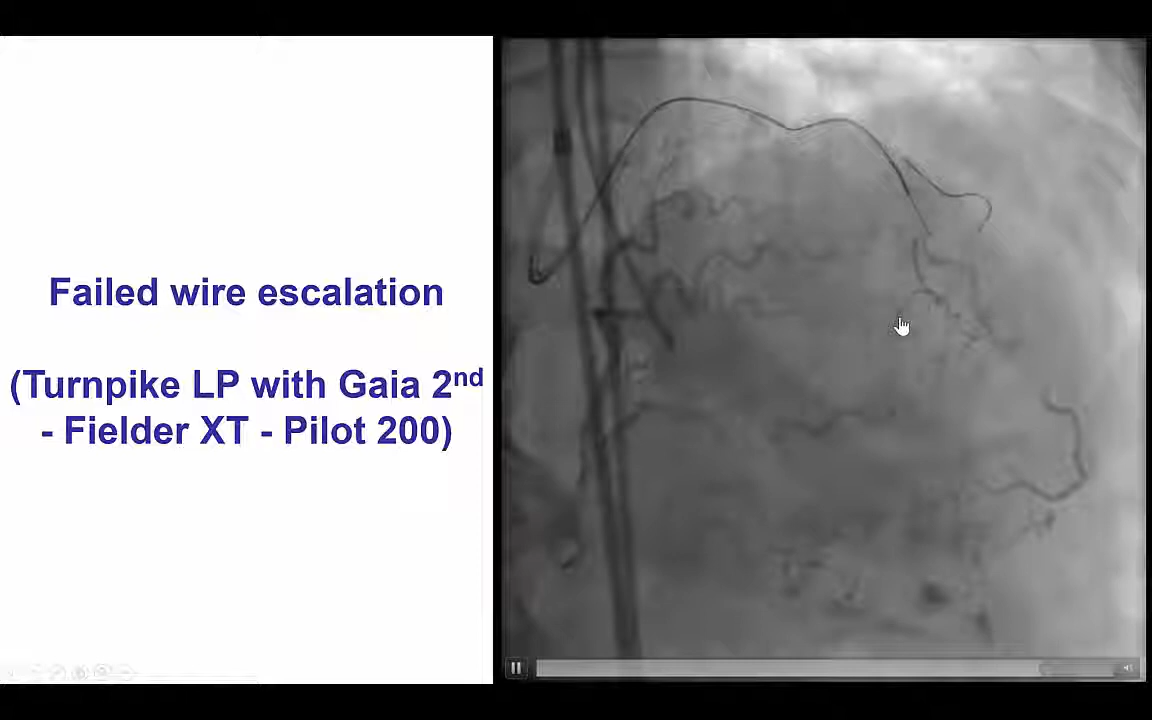 Failed wire escalation
(Turnpike LP with Gaia 2nd
- Fielder XT - Pilot 200)